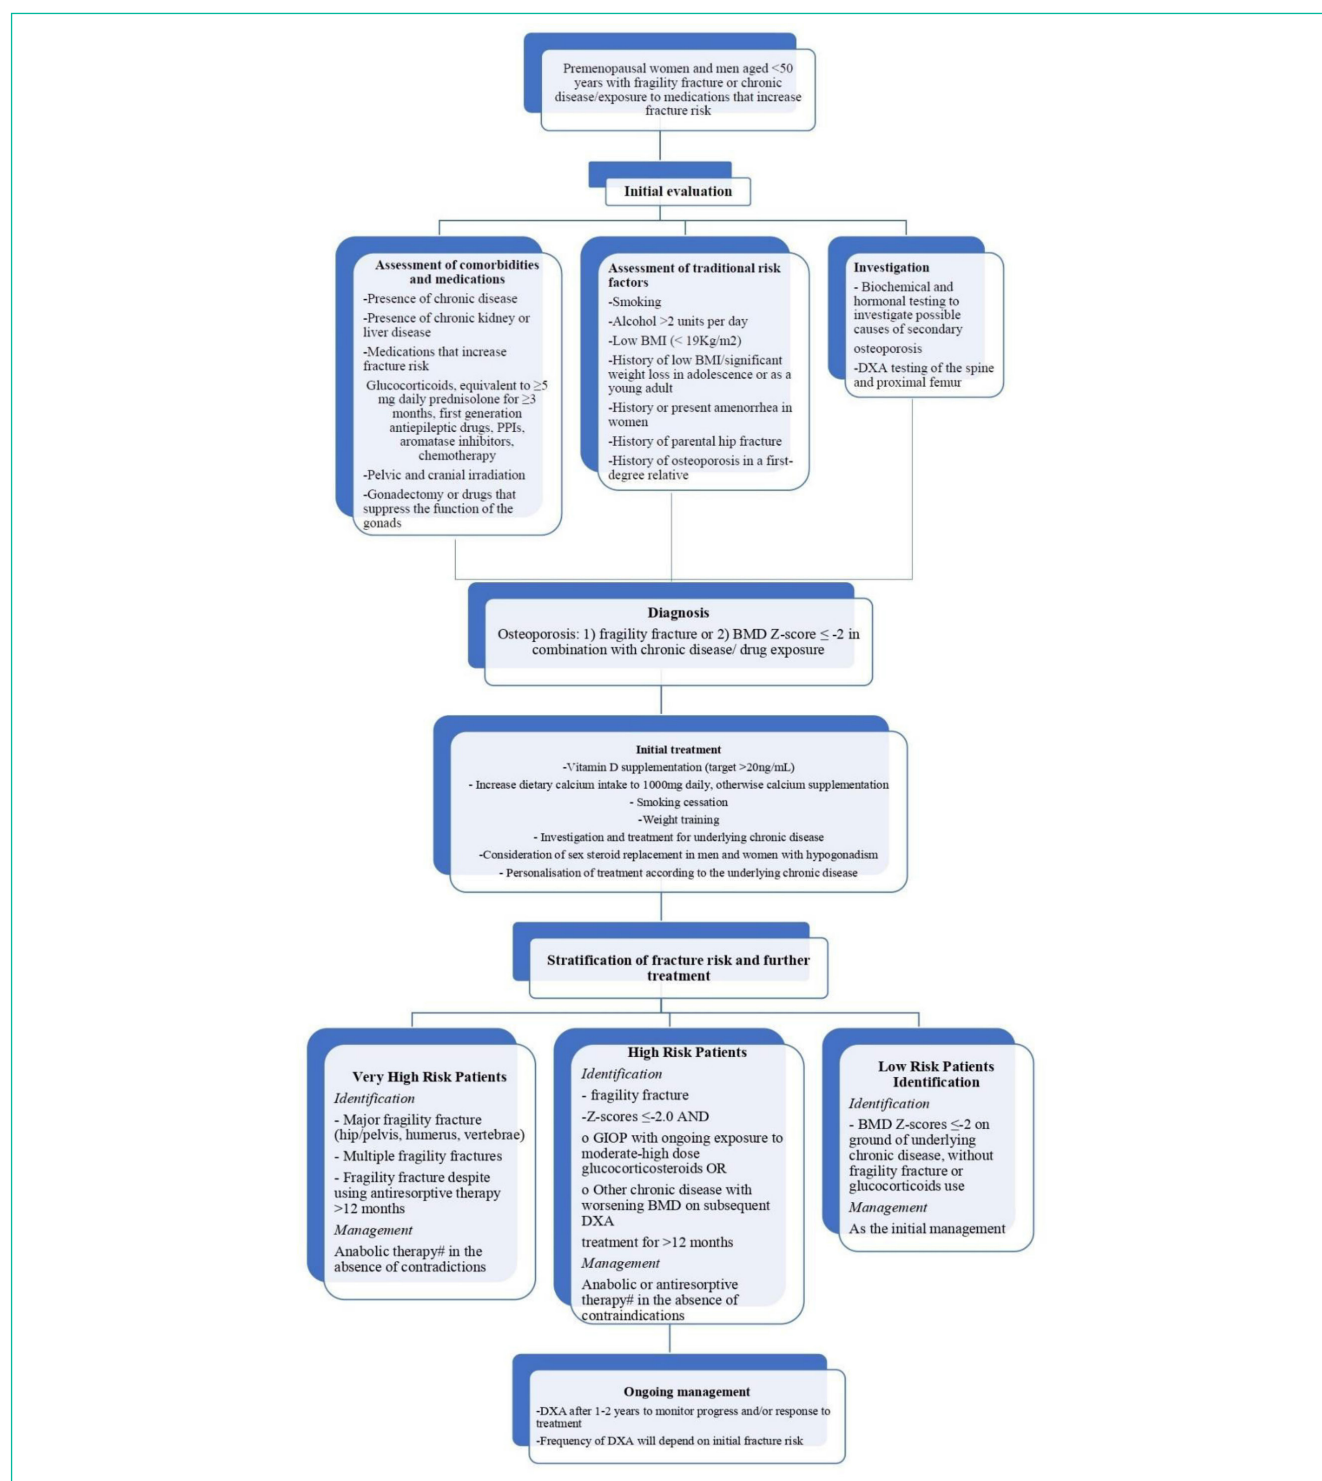 Premenopausal women and men aged <50
years with fragility fracture or chronic
disease/exposure to medications that increase
fracture risk
Initial evaluation
Assessment of comorbidities
and medications
-Presence of chronic disease
-Presence of chronic kidney or
liver disease
-Medications that increase
fracture risk
Glucocorticoids, equivalent to ≥5
mg daily prednisolone for ≥3
months, first generation
antiepileptic drugs, PPIs,
aromatase inhibitors,
chemotherapy
-Pelvic and cranial irradiation
-Gonadectomy or drugs that
suppress the function of the
gonads
Assessment of traditional risk
factors
-Smoking
-Alcohol >2 units per day
-Low BMI (< 19Kg/m2)
-History of low BMI/significant
weight loss in adolescence or as a
young adult
-History or present amenorrhea in
women
-History of parental hip fracture
-History of osteoporosis in a first-
degree relative
Investigation
- Biochemical and
hormonal testing to
investigate possible
causes of secondary
osteoporosis
-DXA testing of the spine
and proximal femur
Diagnosis
Osteoporosis: 1) fragility fracture or 2) BMD Z-score ≤ -2 in
combination with chronic disease/ drug exposure
Initial treatment
-Vitamin D supplementation (target >20ng/mL)
- Increase dietary calcium intake to 1000mg daily, otherwise calcium supplementation
- Smoking cessation
-Weight training
- Investigation and treatment for underlying chronic disease
-Consideration of sex steroid replacement in men and women with hypogonadism
- Personalisation of treatment according to the underlying chronic disease
Stratification of fracture risk and further
treatment
Very High Risk Patients
Identification
- Major fragility fracture
(hip/pelvis, humerus, vertebrae)
- Multiple fragility fractures
- Fragility fracture despite
using antiresorptive therapy
>12 months
Management
Anabolic therapy# in the
absence of contradictions
High Risk Patients
Identification
- fragility fracture
-Z-scores ≤-2.0 AND
o GIOP with ongoing exposure to
moderate-high dose
glucocorticosteroids OR
o Other chronic disease with
worsening BMD on subsequent
DXA
treatment for >12 months
Management
Anabolic or antiresorptive
therapy# in the absence of
contraindications
Low Risk Patients
Identification
Identification
- BMD Z-scores ≤-2 on
ground of underlying
chronic disease, without
fragility fracture or
glucocorticoids use
Management
As the initial management
Ongoing management
-DXA after 1-2 years to monitor progress and/or response to
treatment
-Frequency of DXA will depend on initial fracture risk